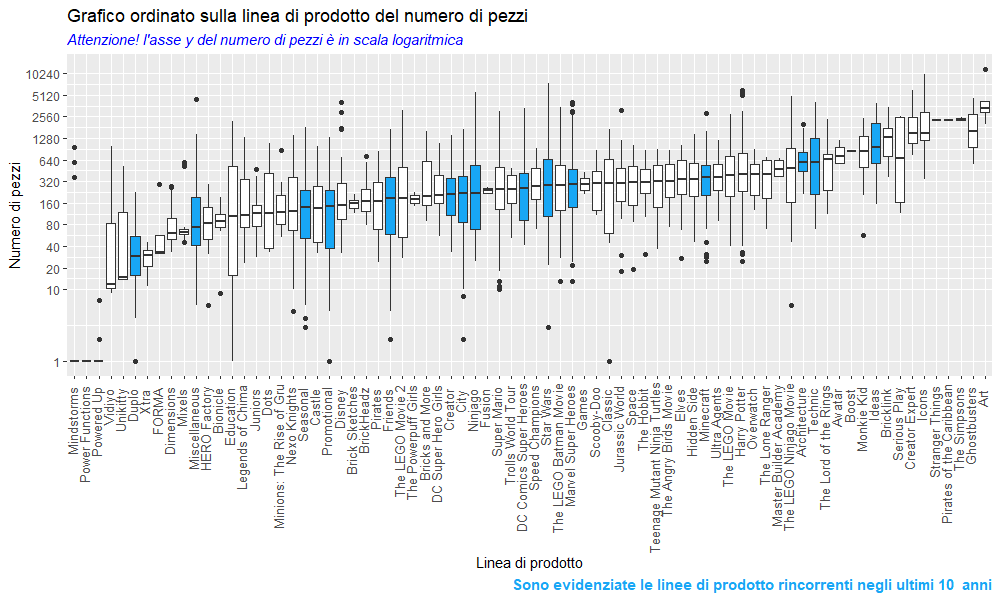 Grafico ordinato sulla linea di prodotto del numero di pezzi
Attenzione! l'asse y del numero di pezzi è in scala logaritmica
Numero di pezzi
10240
5120
2560
1280
640
320
160
80
40
20
10
1
Mindstorms
Power Functions
Powered Up
Vidiyo
Unikitty
Duplo
Xtra
FORMA
Dimensions
Mixels
Miscellaneous
HERO Factory
Bionicle
Education
Legends of Chima
Juniors
Dots
Minions: The Rise of Gru
Nexo Knights
Seasonal
Castle
Promotional
Disney
Brick Sketches
BrickHeadz
Pirates
Friends
The LEGO Movie 2
The Powerpuff Girls
Bricks and More
DC Super Hero Girls
Creator
City
Ninjago
Fusion
Super Mario
Trolls World Tour
DC Comics Super Heroes
Speed Champions
Star Wars
The LEGO Batman Movie
Marvel Super Heroes
Games
Scooby-Doo
Classic
Jurassic World
Space
The Hobbit
Teenage Mutant Ninja Turtles
The Angry Birds Movie
Elves
Hidden Side
Minecraft
Ultra Agents
The LEGO Movie
Harry Potter
Overwatch
The Lone Ranger
Master Builder Academy
The LEGO Ninjago Movie
Architecture
Technic
The Lord of the Rings
Avatar
Boost
Monkie Kid
Ideas
Bricklink
Serious Play
Creator Expert
Icons
Stranger Things
Pirates of the Caribbean
The Simpsons
Ghostbusters
Art
Linea di prodotto
Sono evidenziate le linee di prodotto rincorrenti negli ultimi 10 anni